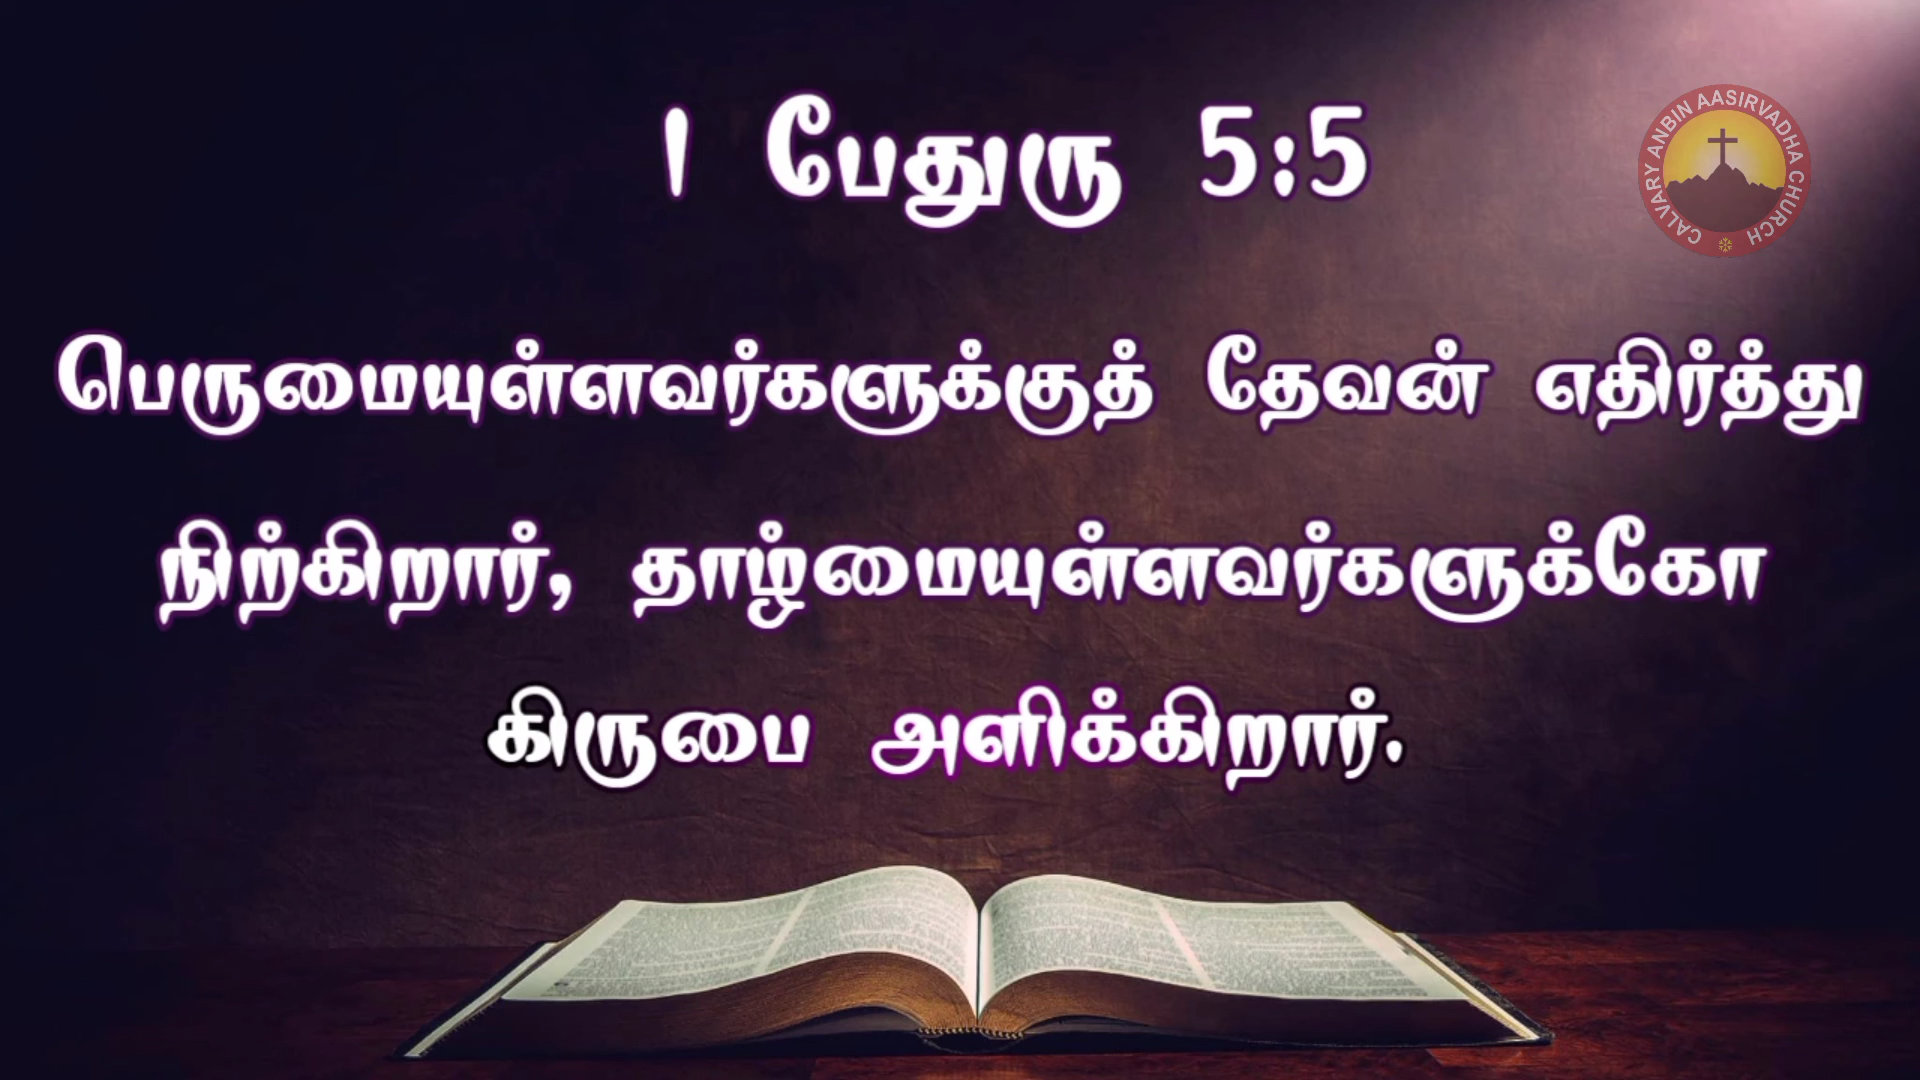 1 பேதுரு 5:5
CALVARY ANBIN AASIRVADHA CHURCH
பெருமையுள்ளவர்களுக்குத் தேவன் எதிர்த்து
நிற்கிறார், தாழ்மையுள்ளவர்களுக்கோ
கிருபை அளிக்கிறார்.